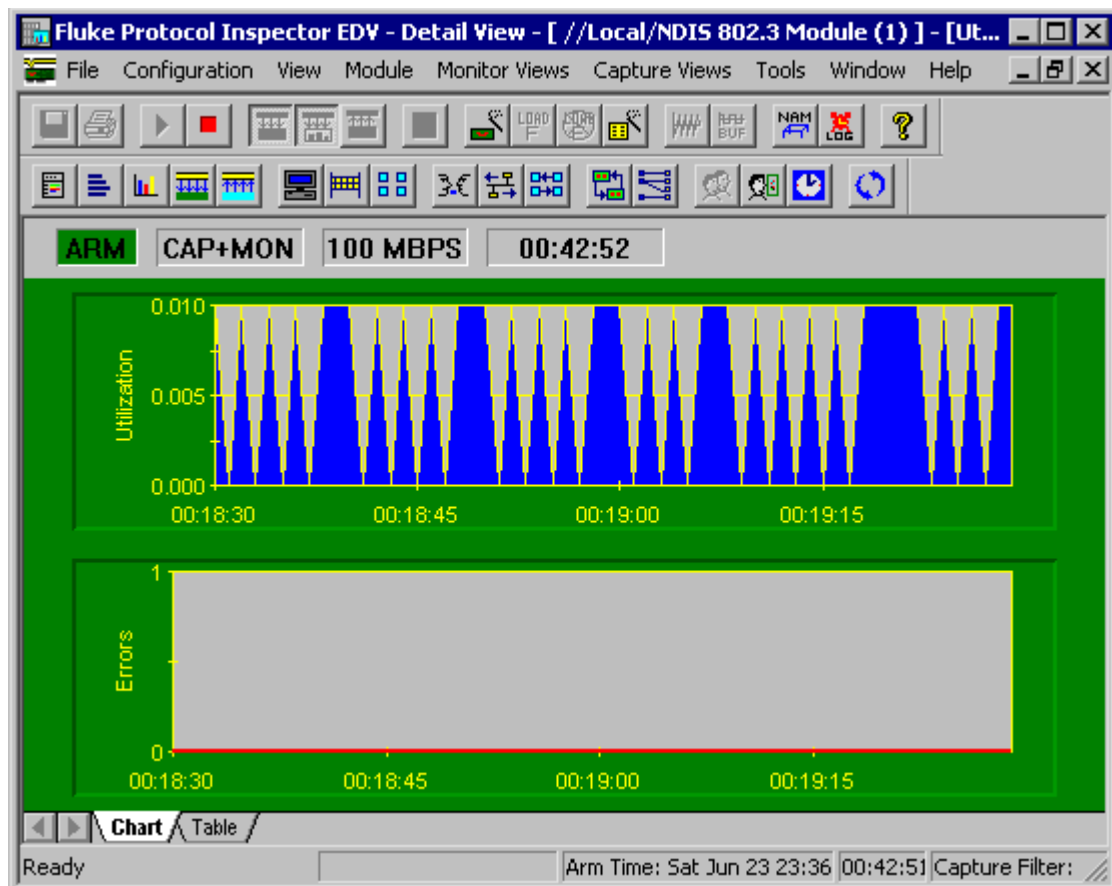 Fluke Protocol Inspector EDV - Detail View - [ //Local/NDIS 802.3 Module (1) ] - [Ut...
File Configuration View Module Monitor Views Capture Views Tools Window Help
LOAD F BUF NAM LOG ?
ARM CAP+MON 100 MBPS 00:42:52
0.010
Utilization
0.005
0.000
00:18:30 00:18:45 00:19:00 00:19:15
1
Errors
0
00:18:30 00:18:45 00:19:00 00:19:15
Chart Table
Ready Arm Time: Sat Jun 23 23:36 00:42:51 Capture Filter: